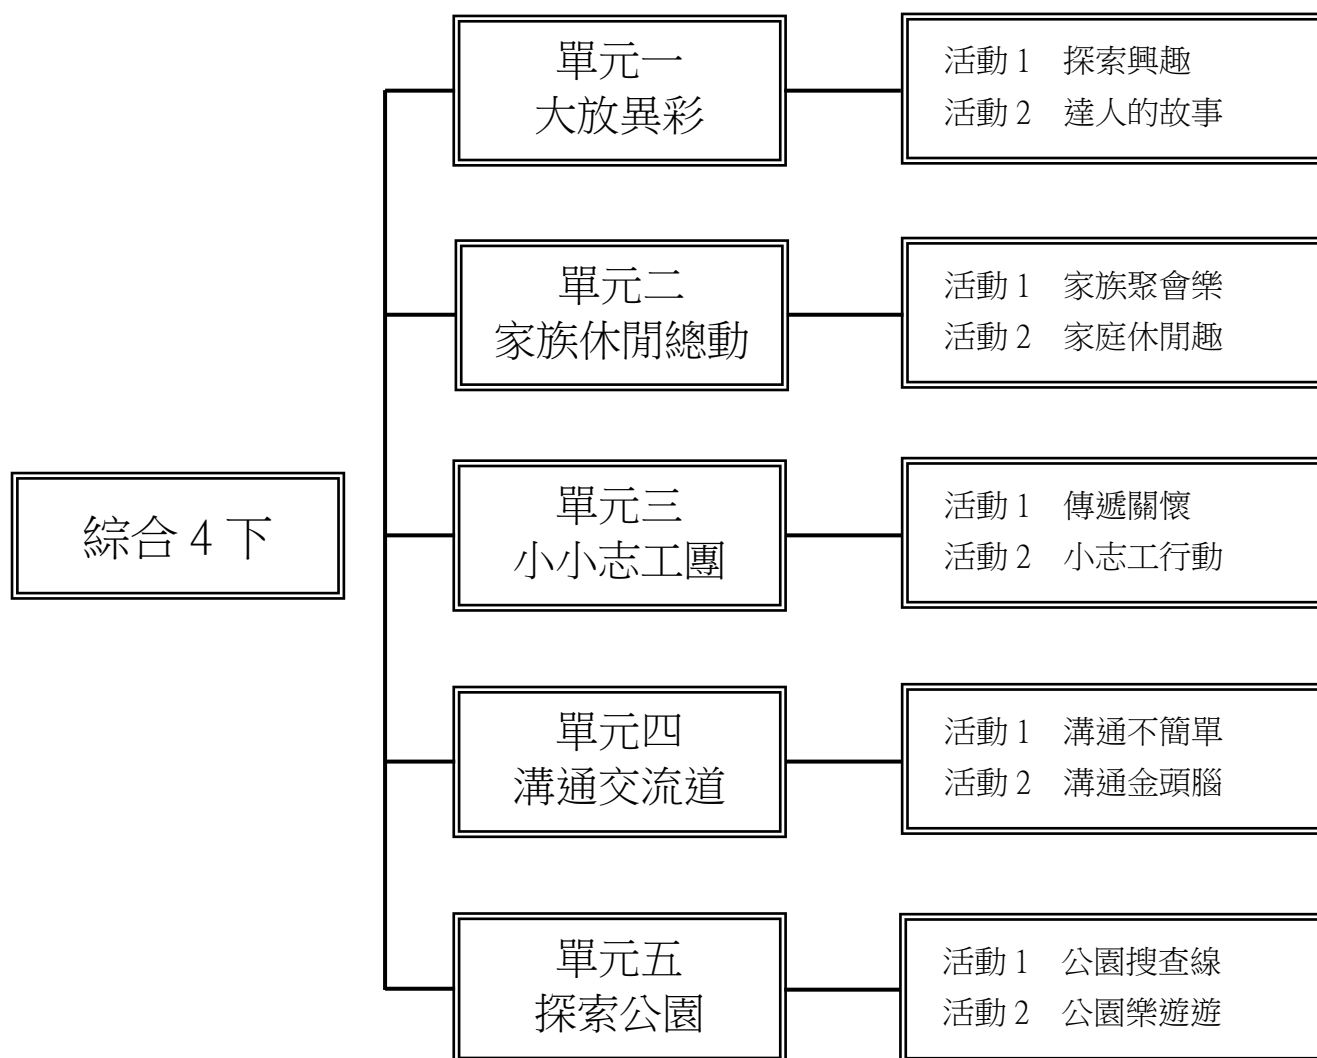 綜合 4 下
單元一
大放異彩
活動 1　探索興趣
活動 2　達人的故事
單元二
家族休閒總動
活動 1　家族聚會樂
活動 2　家庭休閒趣
單元三
小小志工團
活動 1　傳遞關懷
活動 2　小志工行動
單元四
溝通交流道
活動 1　溝通不簡單
活動 2　溝通金頭腦
單元五
探索公園
活動 1　公園搜查線
活動 2　公園樂遊遊